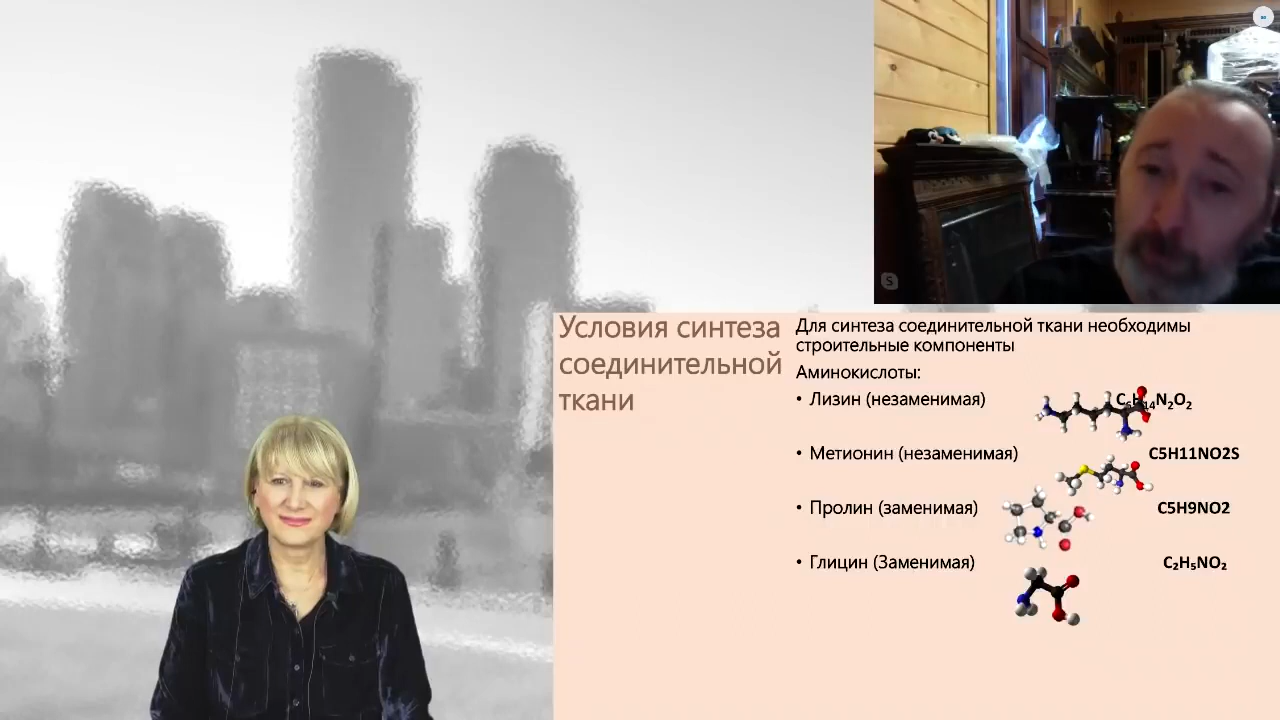 Условия синтеза
соединительной
ткани
Для синтеза соединительной ткани необходимы
строительные компоненты
Аминокислоты:
• Лизин (незаменимая) C₆H₁₄N₂O₂
• Метионин (незаменимая) C5H11NO2S
• Пролин (заменимая) C5H9NO2
• Глицин (Заменимая) C₂H₅NO₂